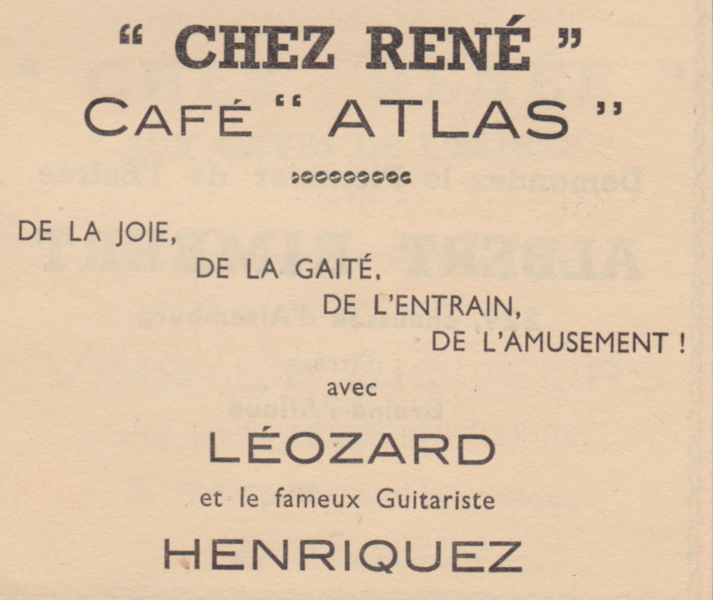 “ CHEZ RENÉ ”
CAFÉ “ ATLAS ”
DE LA JOIE,
DE LA GAITÉ,
DE L'ENTRAIN,
DE L'AMUSEMENT !
avec
LÉOZARD
et le fameux Guitariste
HENRIQUEZ